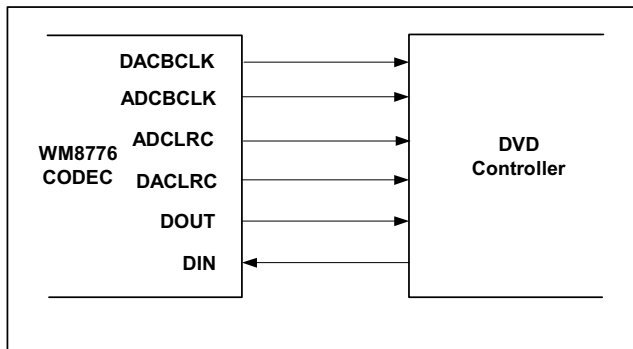 DACBCLK
ADCBCLK
ADCLRC
WM8776
CODEC
DACLRC
DOUT
DIN
DVD
Controller